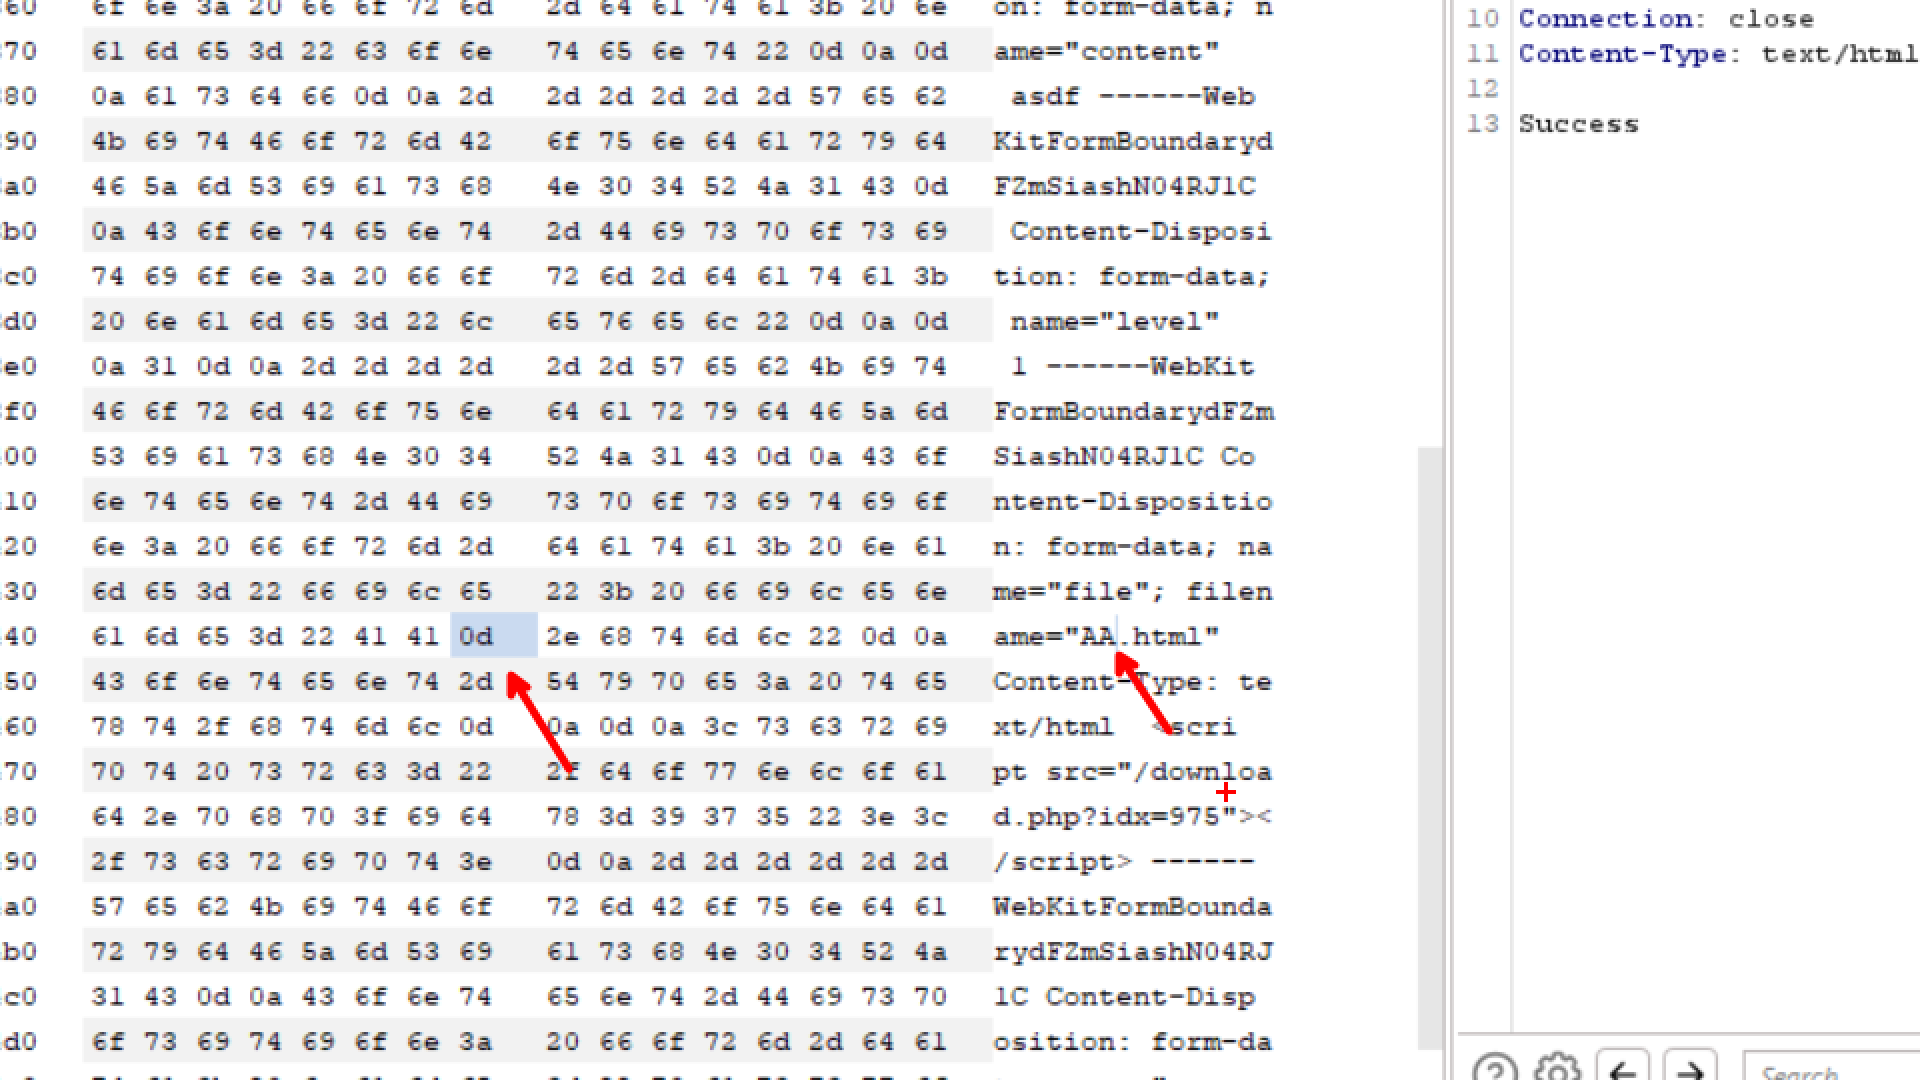 360 6f 6e 3a 20 66 6f 72 6d 2d 64 61 74 61 3b 20 6e on: form-data; n
370 61 6d 65 3d 22 63 6f 6e 74 65 6e 74 22 0d 0a 0d ame="content"
380 0a 61 73 64 66 0d 0a 2d 2d 2d 2d 2d 2d 57 65 62 asdf ------Web
390 4b 69 74 46 6f 72 6d 42 6f 75 6e 64 61 72 79 64 KitFormBoundaryd
3a0 46 5a 6d 53 69 61 73 68 4e 30 34 52 4a 31 43 0d FZmSiashN04RJ1C
3b0 0a 43 6f 6e 74 65 6e 74 2d 44 69 73 70 6f 73 69 Content-Disposi
3c0 74 69 6f 6e 3a 20 66 6f 72 6d 2d 64 61 74 61 3b tion: form-data;
3d0 20 6e 61 6d 65 3d 22 6c 65 76 65 6c 22 0d 0a 0d name="level"
3e0 0a 31 0d 0a 2d 2d 2d 2d 2d 2d 57 65 62 4b 69 74 1 ------WebKit
3f0 46 6f 72 6d 42 6f 75 6e 64 61 72 79 64 46 5a 6d FormBoundarydFZm
00 53 69 61 73 68 4e 30 34 52 4a 31 43 0d 0a 43 6f SiashN04RJ1C Co
10 6e 74 65 6e 74 2d 44 69 73 70 6f 73 69 74 69 6f ntent-Dispositio
20 6e 3a 20 66 6f 72 6d 2d 64 61 74 61 3b 20 6e 61 n: form-data; na
30 6d 65 3d 22 66 69 6c 65 22 3b 20 66 69 6c 65 6e me="file"; filen
40 61 6d 65 3d 22 41 41 0d 2e 68 74 6d 6c 22 0d 0a ame="AA.html"
50 43 6f 6e 74 65 6e 74 2d 54 79 70 65 3a 20 74 65 Content-Type: te
60 78 74 2f 68 74 6d 6c 0d 0a 0d 0a 3c 73 63 72 69 xt/html <scri
70 70 74 20 73 72 63 3d 22 2f 64 6f 77 6e 6c 6f 61 pt src="/downloa
80 64 2e 70 68 70 3f 69 64 78 3d 39 37 35 22 3e 3c d.php?idx=975"><
90 2f 73 63 72 69 70 74 3e 0d 0a 2d 2d 2d 2d 2d 2d /script> ------
a0 57 65 62 4b 69 74 46 6f 72 6d 42 6f 75 6e 64 61 WebKitFormBounda
b0 72 79 64 46 5a 6d 53 69 61 73 68 4e 30 34 52 4a rydFZmSiashN04RJ
c0 31 43 0d 0a 43 6f 6e 74 65 6e 74 2d 44 69 73 70 1C Content-Disp
d0 6f 73 69 74 69 6f 6e 3a 20 66 6f 72 6d 2d 64 61 osition: form-da
10 Connection: close
11 Content-Type: text/html
12
13 Success
Search